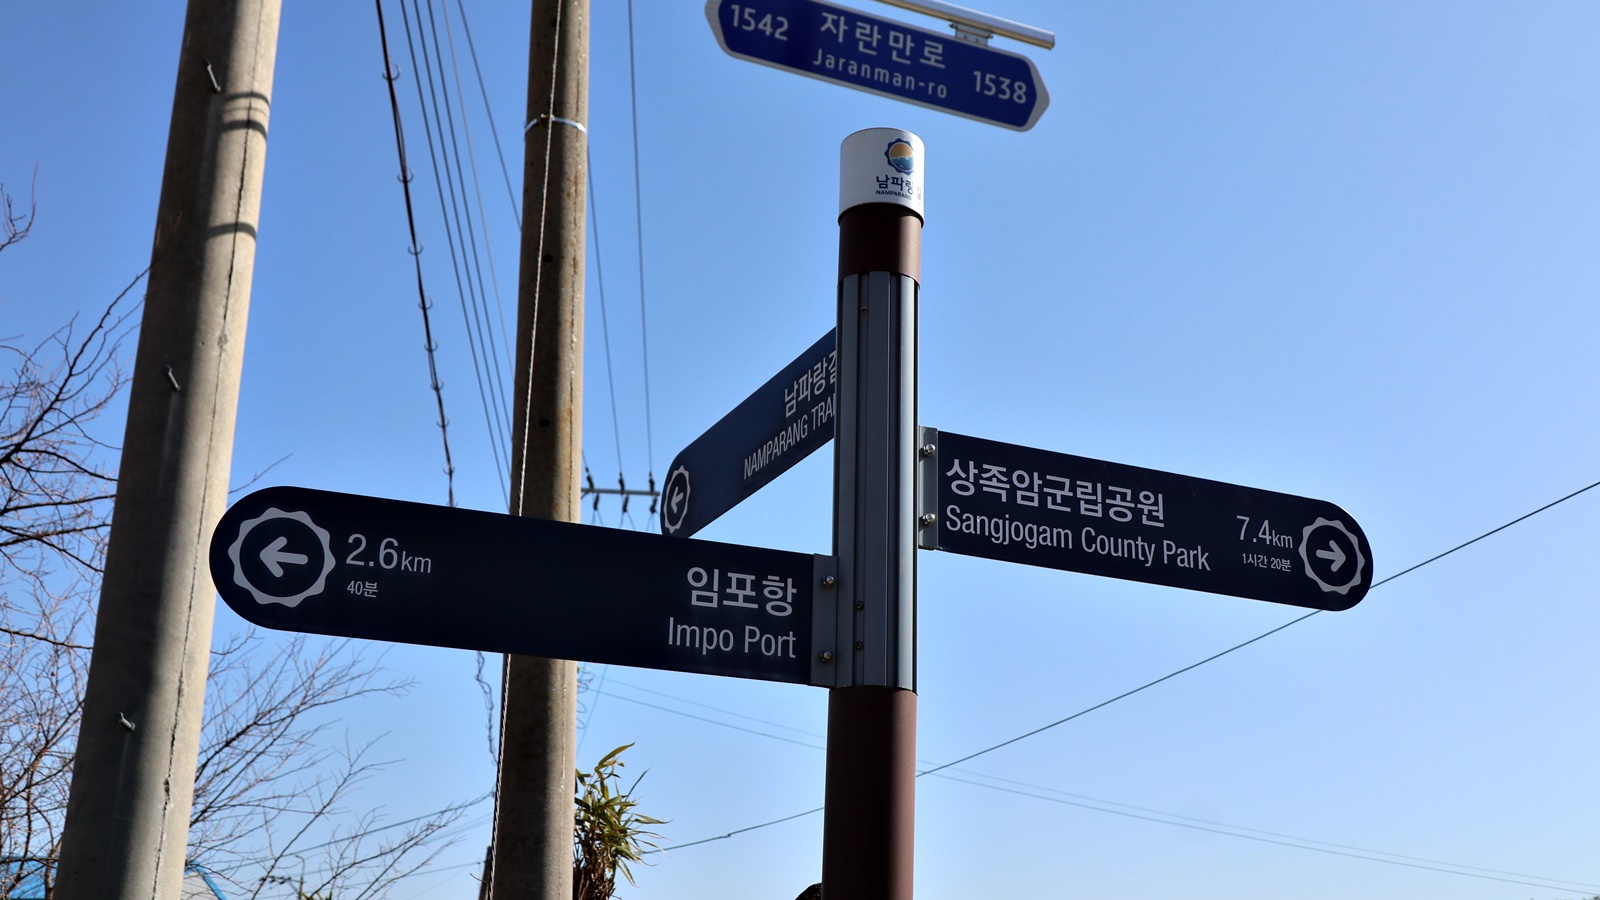 1542 자란만로 1538
Jaranman-ro
남파랑길
NAMPARANG
남파랑길
NAMPARANG TRAI
상족암군립공원 7.4km
Sangjogam County Park 1시간 20분
2.6km 임포항
40분 Impo Port